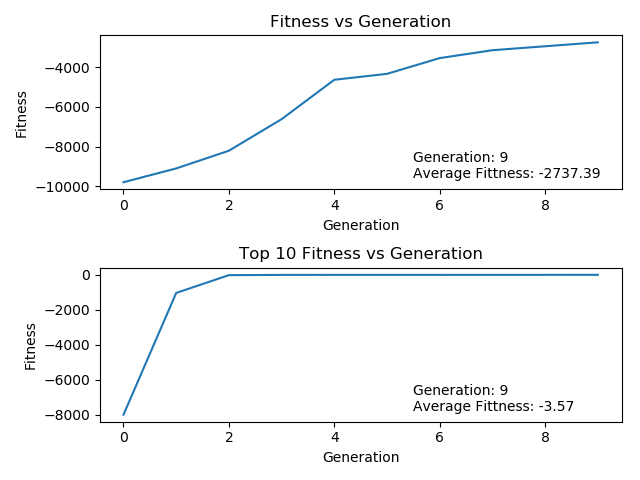 Fitness vs Generation
−4000
−6000
−8000
−10000
Fitness
Generation: 9
Average Fittness: -2737.39
0 2 4 6 8
Generation
Top 10 Fitness vs Generation
0
−2000
−4000
−6000
−8000
Fitness
Generation: 9
Average Fittness: -3.57
0 2 4 6 8
Generation